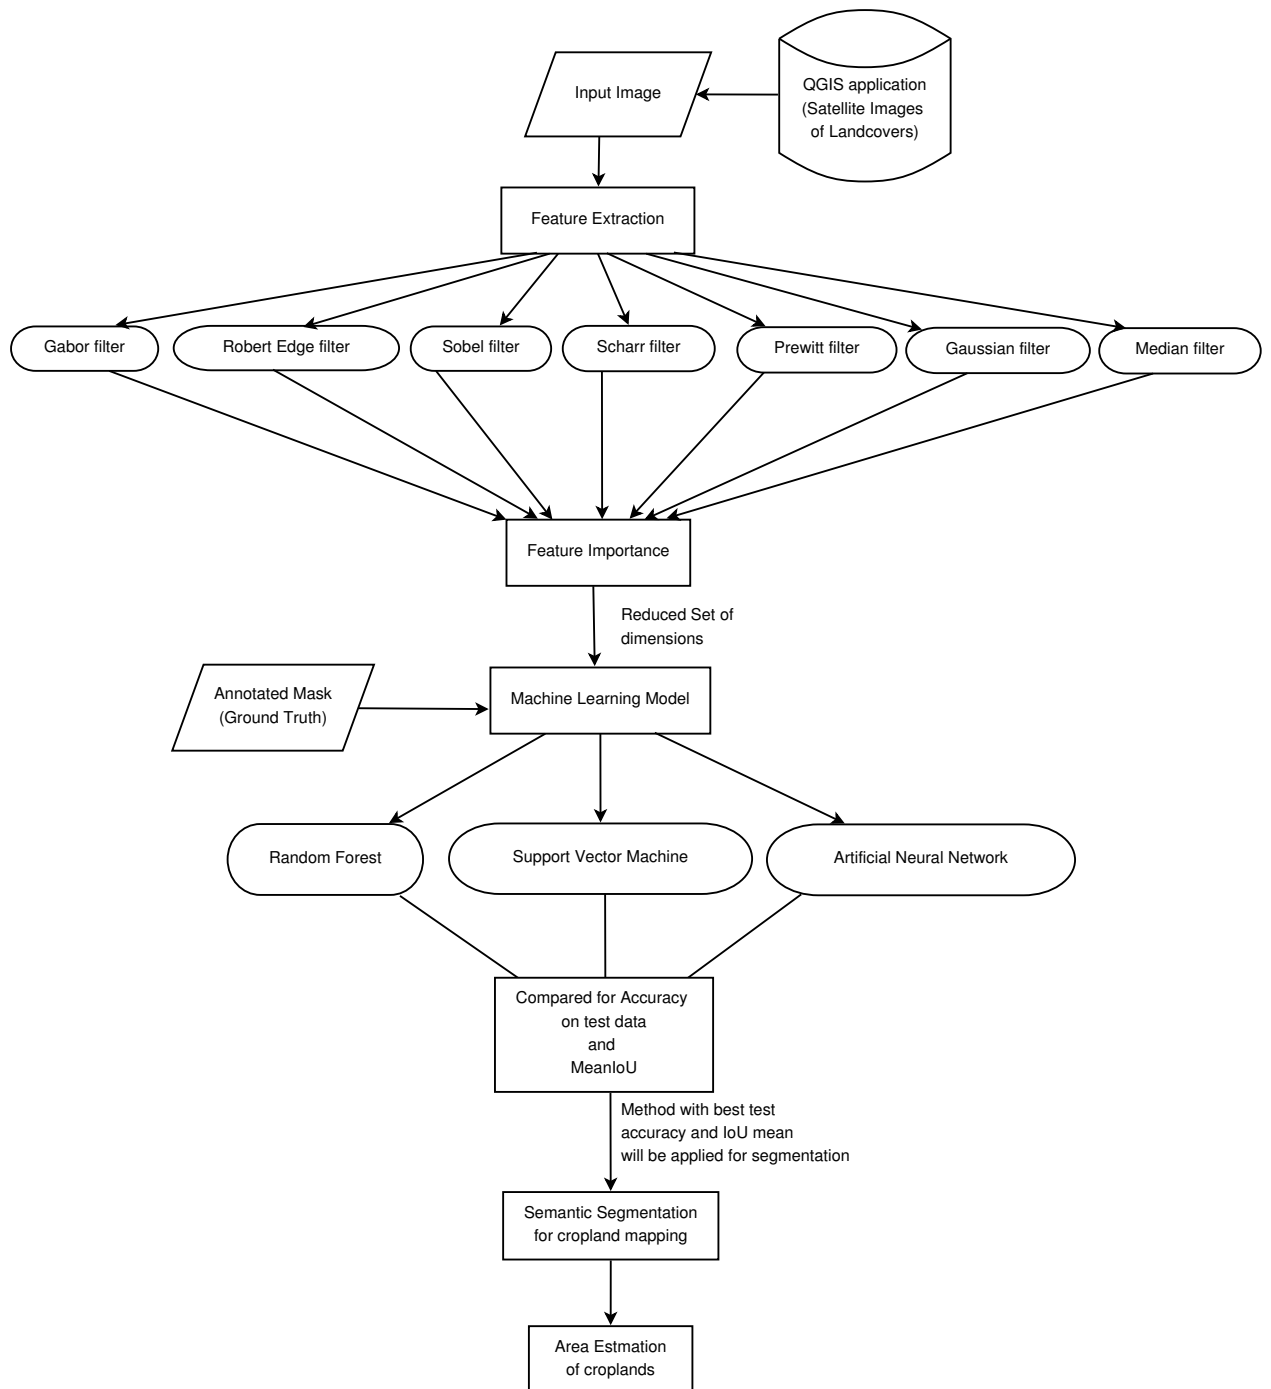 Input Image
QGIS application
(Satellite Images
of Landcovers)
Feature Extraction
Gabor filter
Robert Edge filter
Sobel filter
Scharr filter
Prewitt filter
Gaussian filter
Median filter
Feature Importance
Reduced Set of
dimensions
Annotated Mask
(Ground Truth)
Machine Learning Model
Random Forest
Support Vector Machine
Artificial Neural Network
Compared for Accuracy
on test data
and
MeanIoU
Method with best test
accuracy and IoU mean
will be applied for segmentation
Semantic Segmentation
for cropland mapping
Area Estmation
of croplands